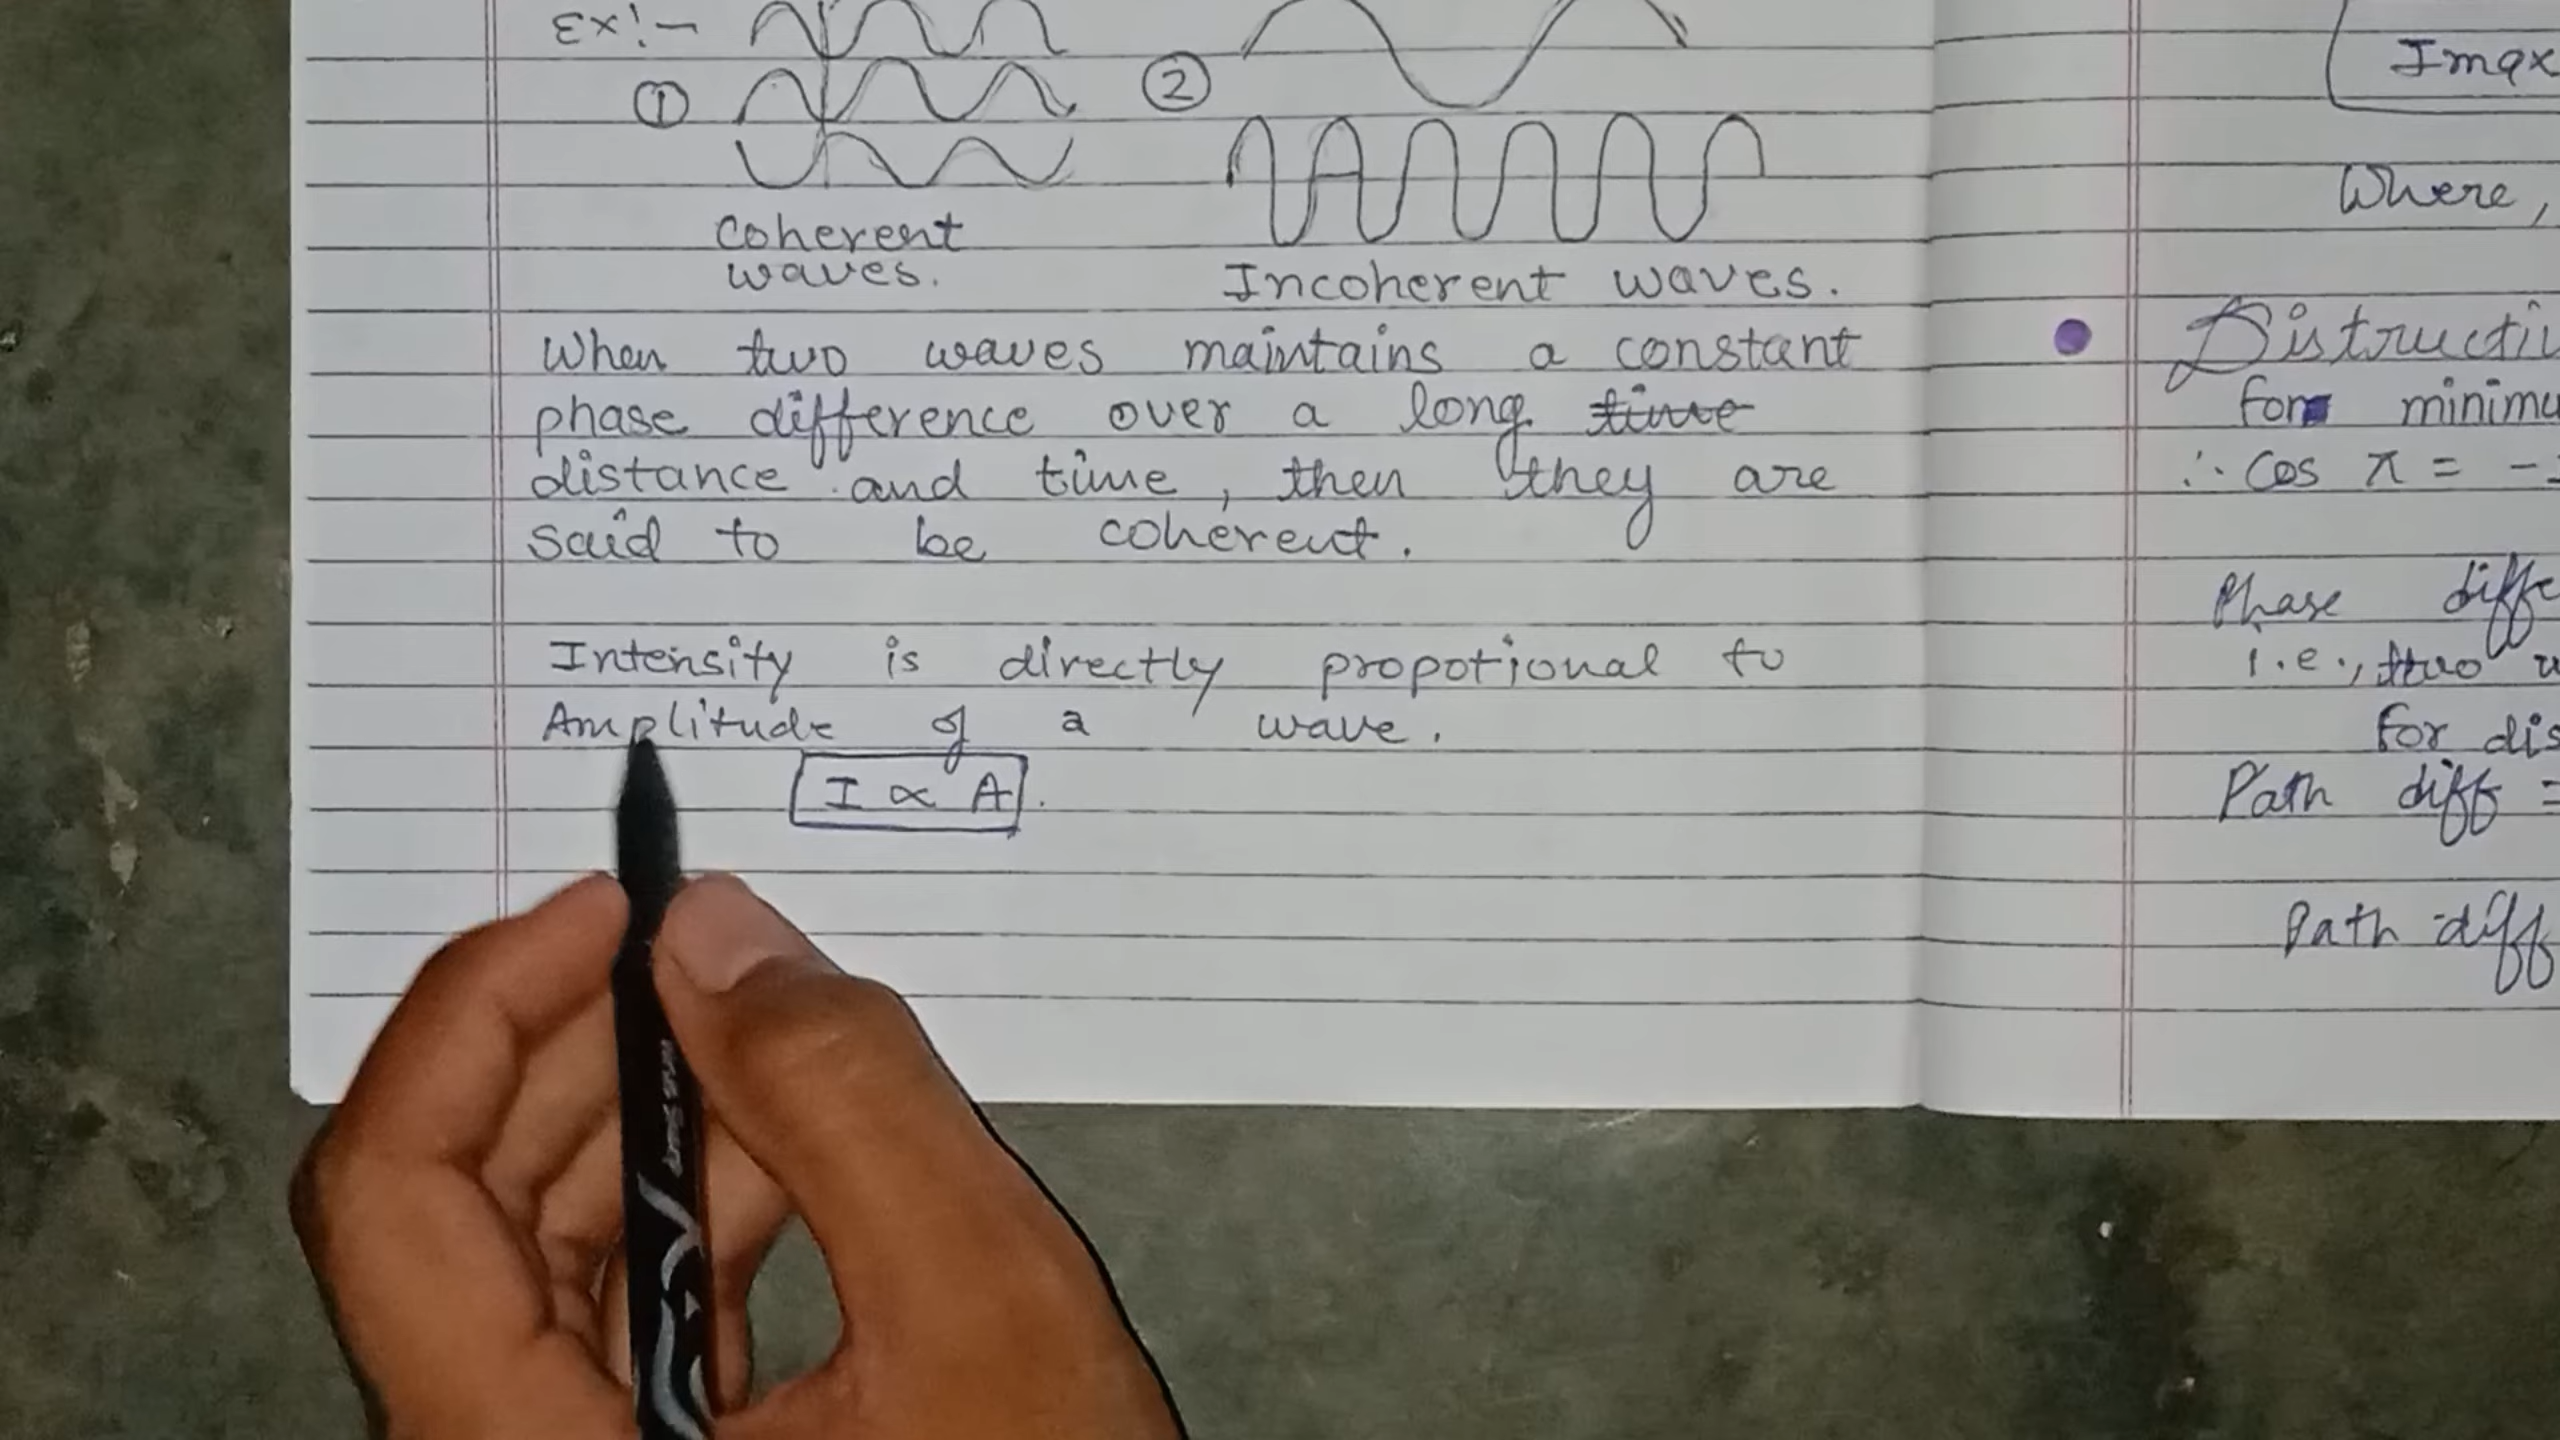 Ex:-
①
②
Coherent
waves.
Incoherent waves.
When two waves maintains a constant
phase difference over a long time
distance and time, then they are
said to be coherent.
Intensity is directly propotional to
Amplitude of a wave.
I ∝ A.
Imax
Where,
Distructi
for minimu
∴ Cos π = -1
Phase diffe
i.e., two
for dis
Path diff =
Path diff